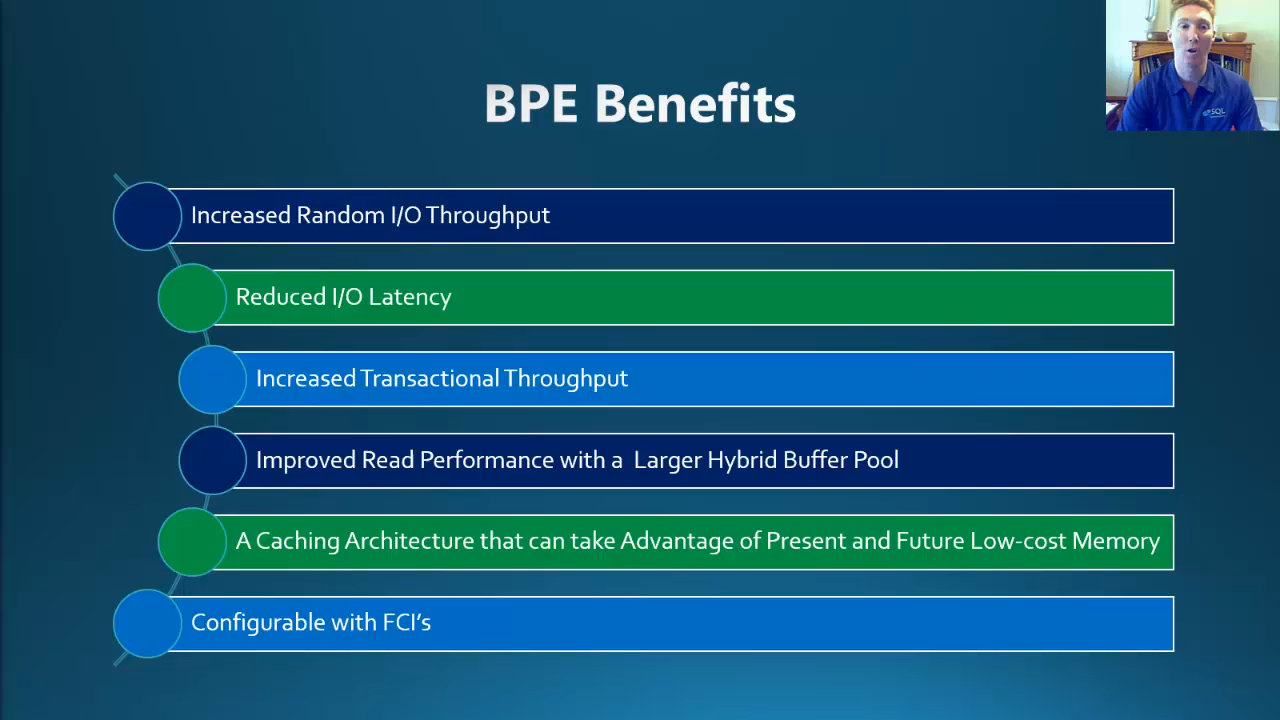 BPE Benefits
Increased Random I/O Throughput
Reduced I/O Latency
Increased Transactional Throughput
Improved Read Performance with a  Larger Hybrid Buffer Pool
A Caching Architecture that can take Advantage of Present and Future Low-cost Memory
Configurable with FCI’s
SQL